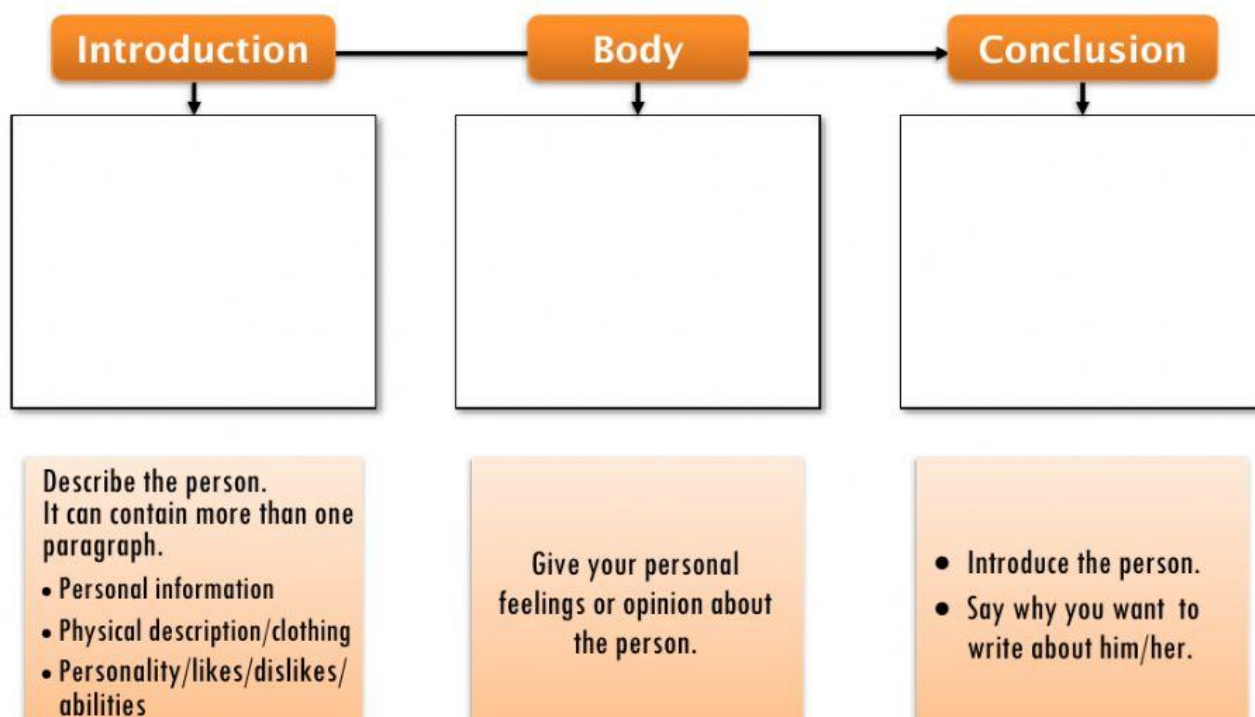 Introduction
Body
Conclusion
Describe the person.
It can contain more than one
paragraph.
• Personal information
• Physical description/clothing
• Personality/likes/dislikes/
abilities
Give your personal
feelings or opinion about
the person.
• Introduce the person.
• Say why you want to
write about him/her.